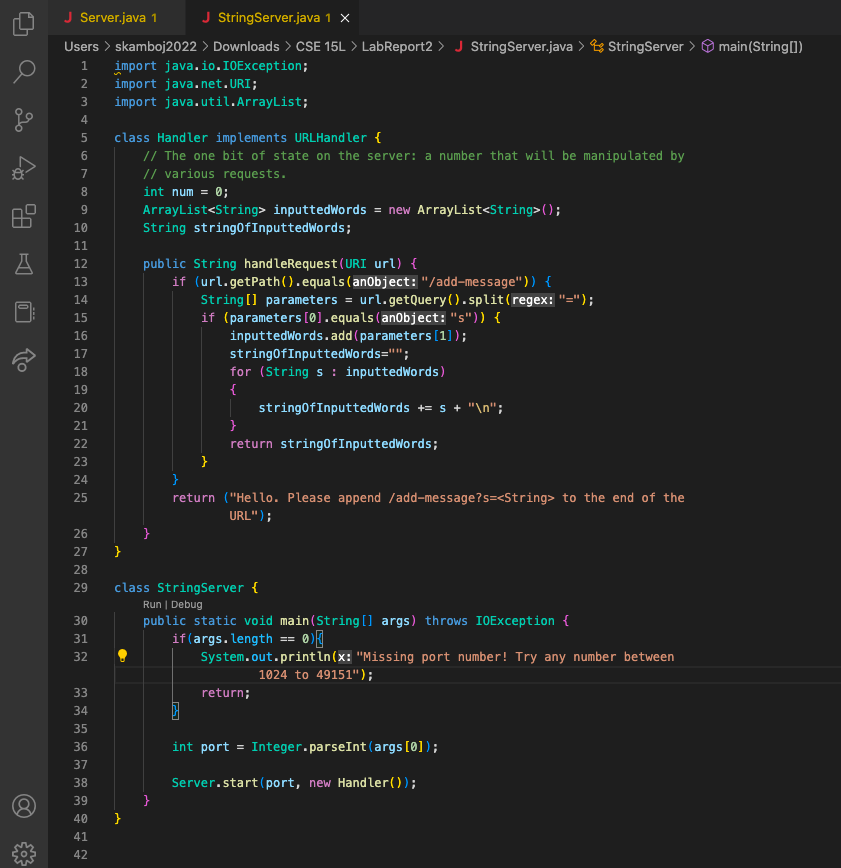 Server.java 1
StringServer.java 1
Users > skamboj2022 > Downloads > CSE 15L > LabReport2 > J StringServer.java > StringServer > main(String[])
1 import java.io.IOException;
2 import java.net.URI;
3 import java.util.ArrayList;
4
5 class Handler implements URLHandler {
6 // The one bit of state on the server: a number that will be manipulated by
7 // various requests.
8 int num = 0;
9 ArrayList<String> inputtedWords = new ArrayList<String>();
10 String stringOfInputtedWords;
11
12 public String handleRequest(URI url) {
13 if (url.getPath().equals(anObject: "/add-message")) {
14 String[] parameters = url.getQuery().split(regex: "=");
15 if (parameters[0].equals(anObject: "s")) {
16 inputtedWords.add(parameters[1]);
17 stringOfInputtedWords="";
18 for (String s : inputtedWords)
19 {
20 stringOfInputtedWords += s + "\n";
21 }
22 return stringOfInputtedWords;
23 }
24 }
25 return ("Hello. Please append /add-message?s=<String> to the end of the
URL");
26 }
27 }
28
29 class StringServer {
Run | Debug
30 public static void main(String[] args) throws IOException {
31 if(args.length == 0){
32 System.out.println(x: "Missing port number! Try any number between
1024 to 49151");
33 return;
34 }
35
36 int port = Integer.parseInt(args[0]);
37
38 Server.start(port, new Handler());
39 }
40 }
41
42